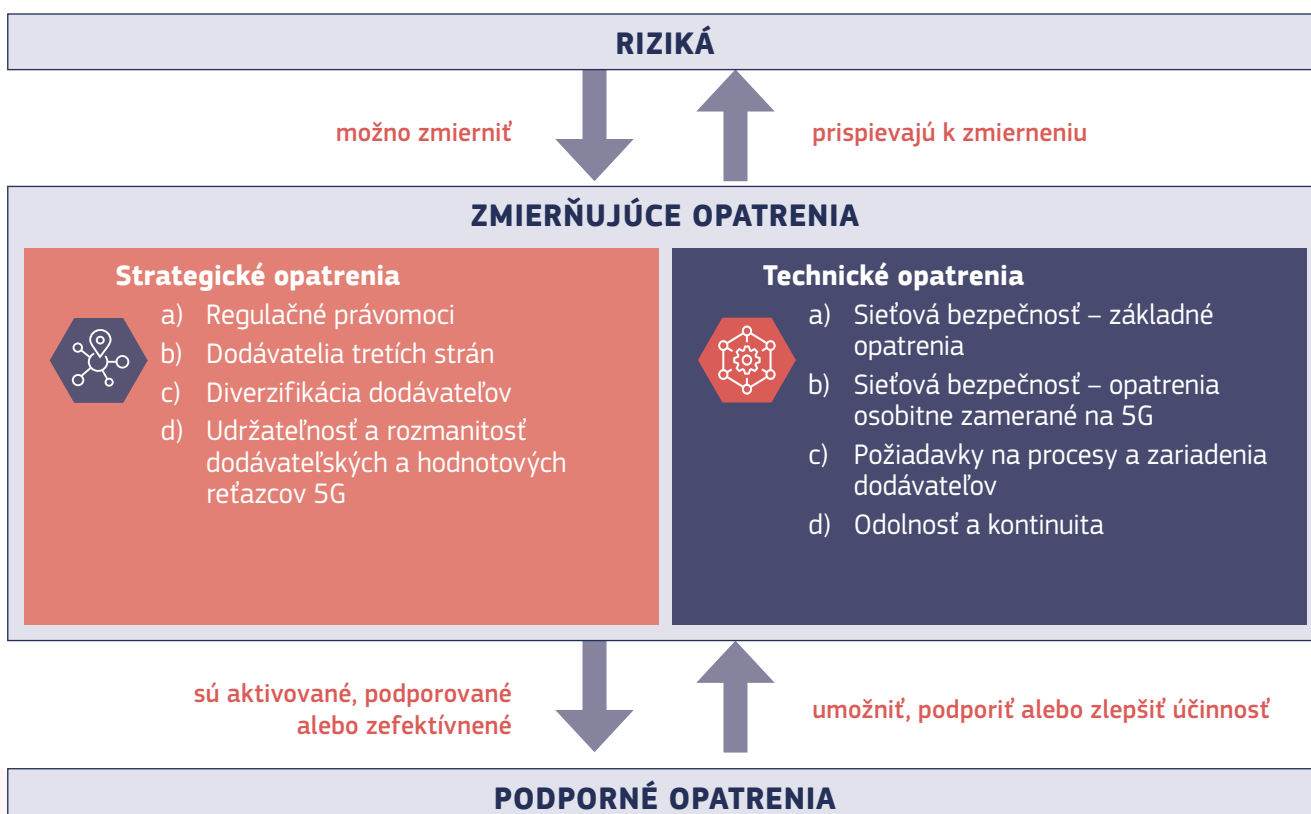 RIZIKÁ
možno zmierniť
prispievajú k zmierneniu
ZMIERŇUJÚCE OPATRENIA
Strategické opatrenia
a) Regulačné právomoci
b) Dodávatelia tretích strán
c) Diverzifikácia dodávateľov
d) Udržateľnosť a rozmanitosť
dodávateľských a hodnotových
reťazcov 5G
Technické opatrenia
a) Sieťová bezpečnosť – základné
opatrenia
b) Sieťová bezpečnosť – opatrenia
osobitne zamerané na 5G
c) Požiadavky na procesy a zariadenia
dodávateľov
d) Odolnosť a kontinuita
sú aktivované, podporované
alebo zefektívnené
umožniť, podporiť alebo zlepšiť účinnosť
PODPORNÉ OPATRENIA